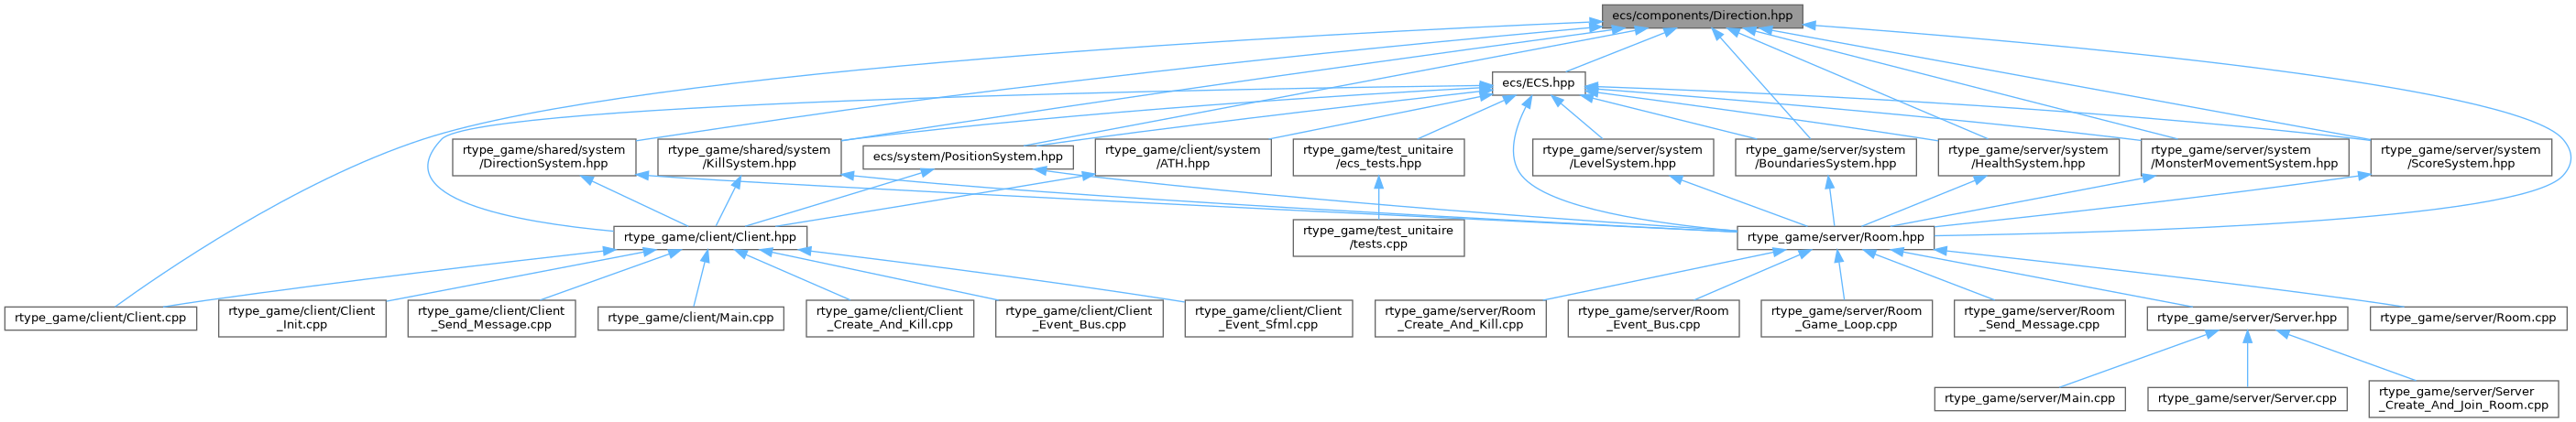 ecs/components/Direction.hpp
ecs/ECS.hpp
rtype_game/shared/system
/DirectionSystem.hpp
rtype_game/shared/system
/KillSystem.hpp
ecs/system/PositionSystem.hpp
rtype_game/client/system
/ATH.hpp
rtype_game/test_unitaire
/ecs_tests.hpp
rtype_game/server/system
/LevelSystem.hpp
rtype_game/server/system
/BoundariesSystem.hpp
rtype_game/server/system
/HealthSystem.hpp
rtype_game/server/system
/MonsterMovementSystem.hpp
rtype_game/server/system
/ScoreSystem.hpp
rtype_game/client/Client.hpp
rtype_game/test_unitaire
/tests.cpp
rtype_game/server/Room.hpp
rtype_game/client/Client.cpp
rtype_game/client/Client
_Init.cpp
rtype_game/client/Client
_Send_Message.cpp
rtype_game/client/Main.cpp
rtype_game/client/Client
_Create_And_Kill.cpp
rtype_game/client/Client
_Event_Bus.cpp
rtype_game/client/Client
_Event_Sfml.cpp
rtype_game/server/Room
_Create_And_Kill.cpp
rtype_game/server/Room
_Event_Bus.cpp
rtype_game/server/Room
_Game_Loop.cpp
rtype_game/server/Room
_Send_Message.cpp
rtype_game/server/Server.hpp
rtype_game/server/Room.cpp
rtype_game/server/Main.cpp
rtype_game/server/Server.cpp
rtype_game/server/Server
_Create_And_Join_Room.cpp